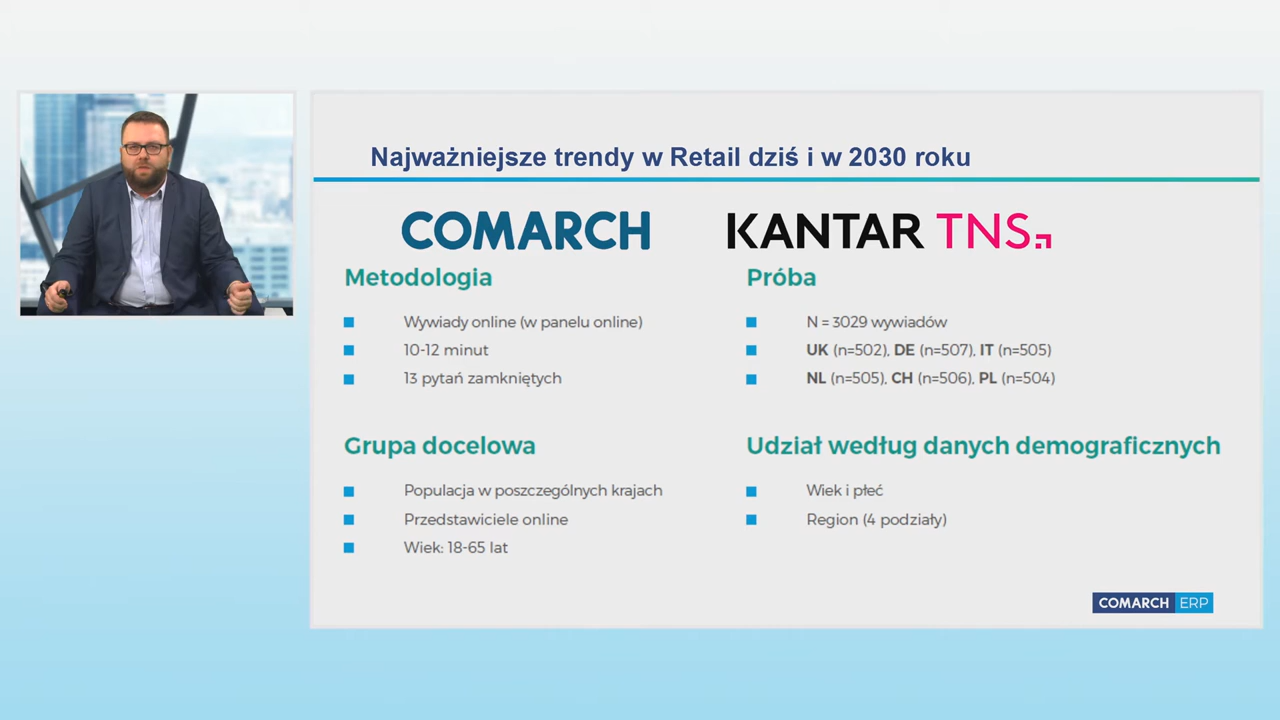 Najważniejsze trendy w Retail dziś i w 2030 roku
COMARCH
KANTAR TNS
Metodologia
Wywiady online (w panelu online)
10-12 minut
13 pytań zamkniętych
Próba
N = 3029 wywiadów
UK (n=502), DE (n=507), IT (n=505)
NL (n=505), CH (n=506), PL (n=504)
Grupa docelowa
Populacja w poszczególnych krajach
Przedstawiciele online
Wiek: 18-65 lat
Udział według danych demograficznych
Wiek i płeć
Region (4 podziały)
COMARCH ERP